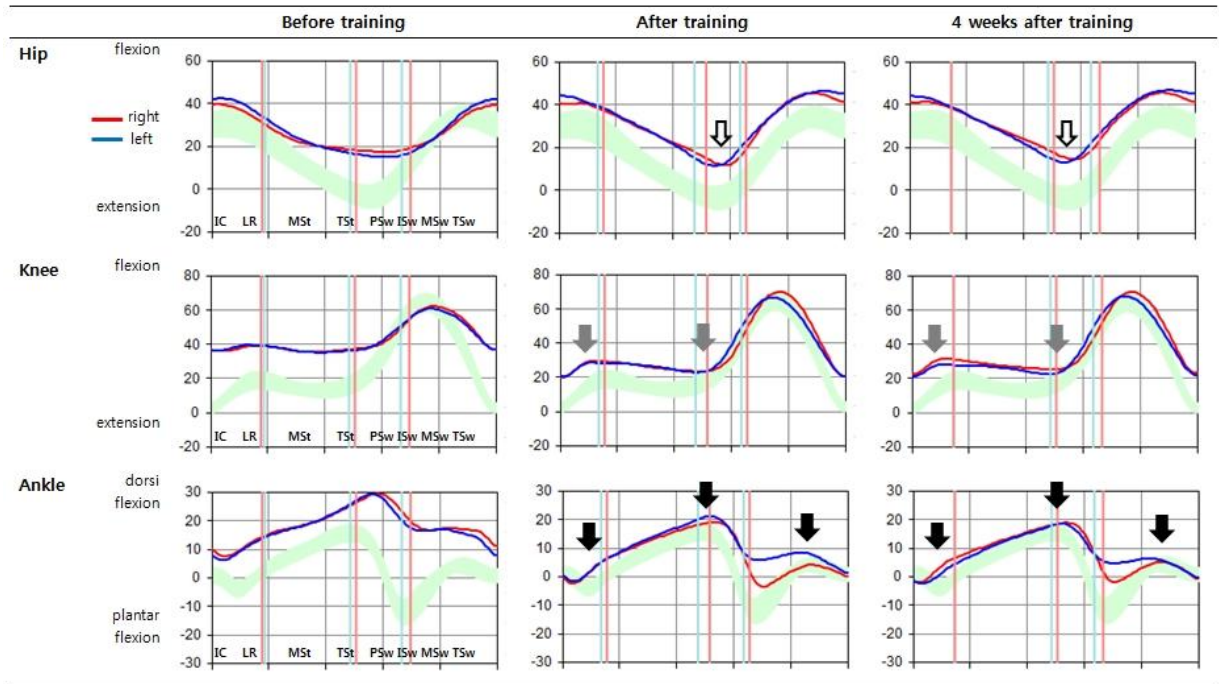 Before training After training 4 weeks after training
Hip flexion
60 60 60
40 40 40
right
left
20 20 20
0 0 0
extension
IC LR MSt TSt PSw ISw MSw TSw
-20 -20 -20
Knee flexion
80 80 80
60 60 60
40 40 40
20 20 20
0 0 0
extension
IC LR MSt TSt PSw ISw MSw TSw
-20 -20 -20
Ankle dorsi
flexion
30 30 30
20 20 20
10 10 10
0 0 0
-10 -10 -10
plantar
flexion
-20 -20 -20
IC LR MSt TSt PSw ISw MSw TSw
-30 -30 -30